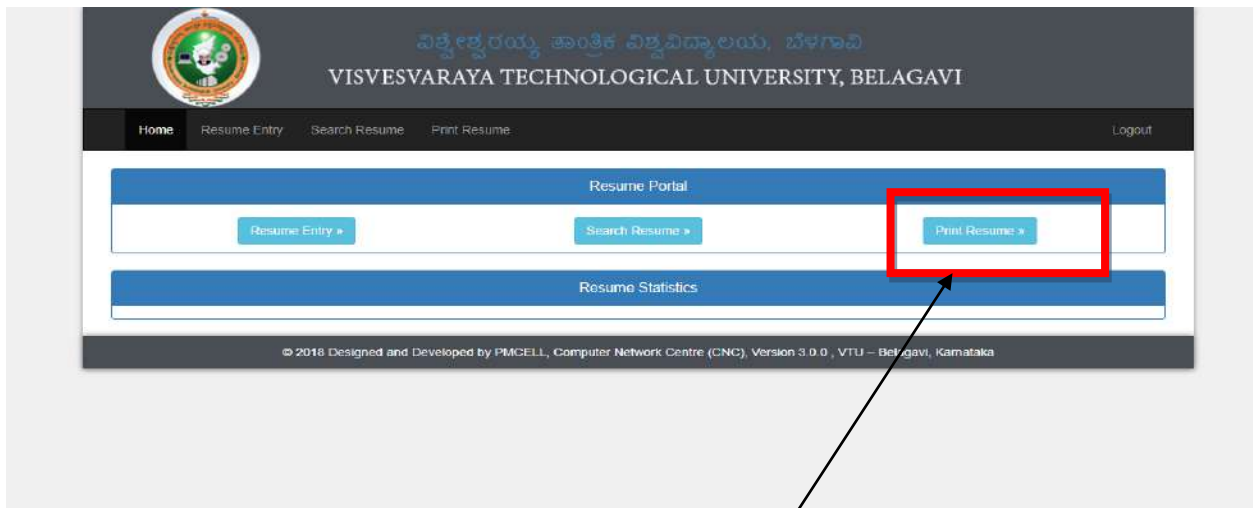 ವಿಶ್ವೇಶ್ವರಯ್ಯ ತಾಂತ್ರಿಕ ವಿಶ್ವವಿದ್ಯಾಲಯ, ಬೆಳಗಾವಿ
VISVESVARAYA TECHNOLOGICAL UNIVERSITY, BELAGAVI
Home Resume Entry Search Resume Print Resume Logout
Resume Portal
Resume Entry » Search Resume » Print Resume »
Resume Statistics
© 2018 Designed and Developed by PMCELL, Computer Network Centre (CNC), Version 3.0.0 , VTU – Belagavi, Karnataka